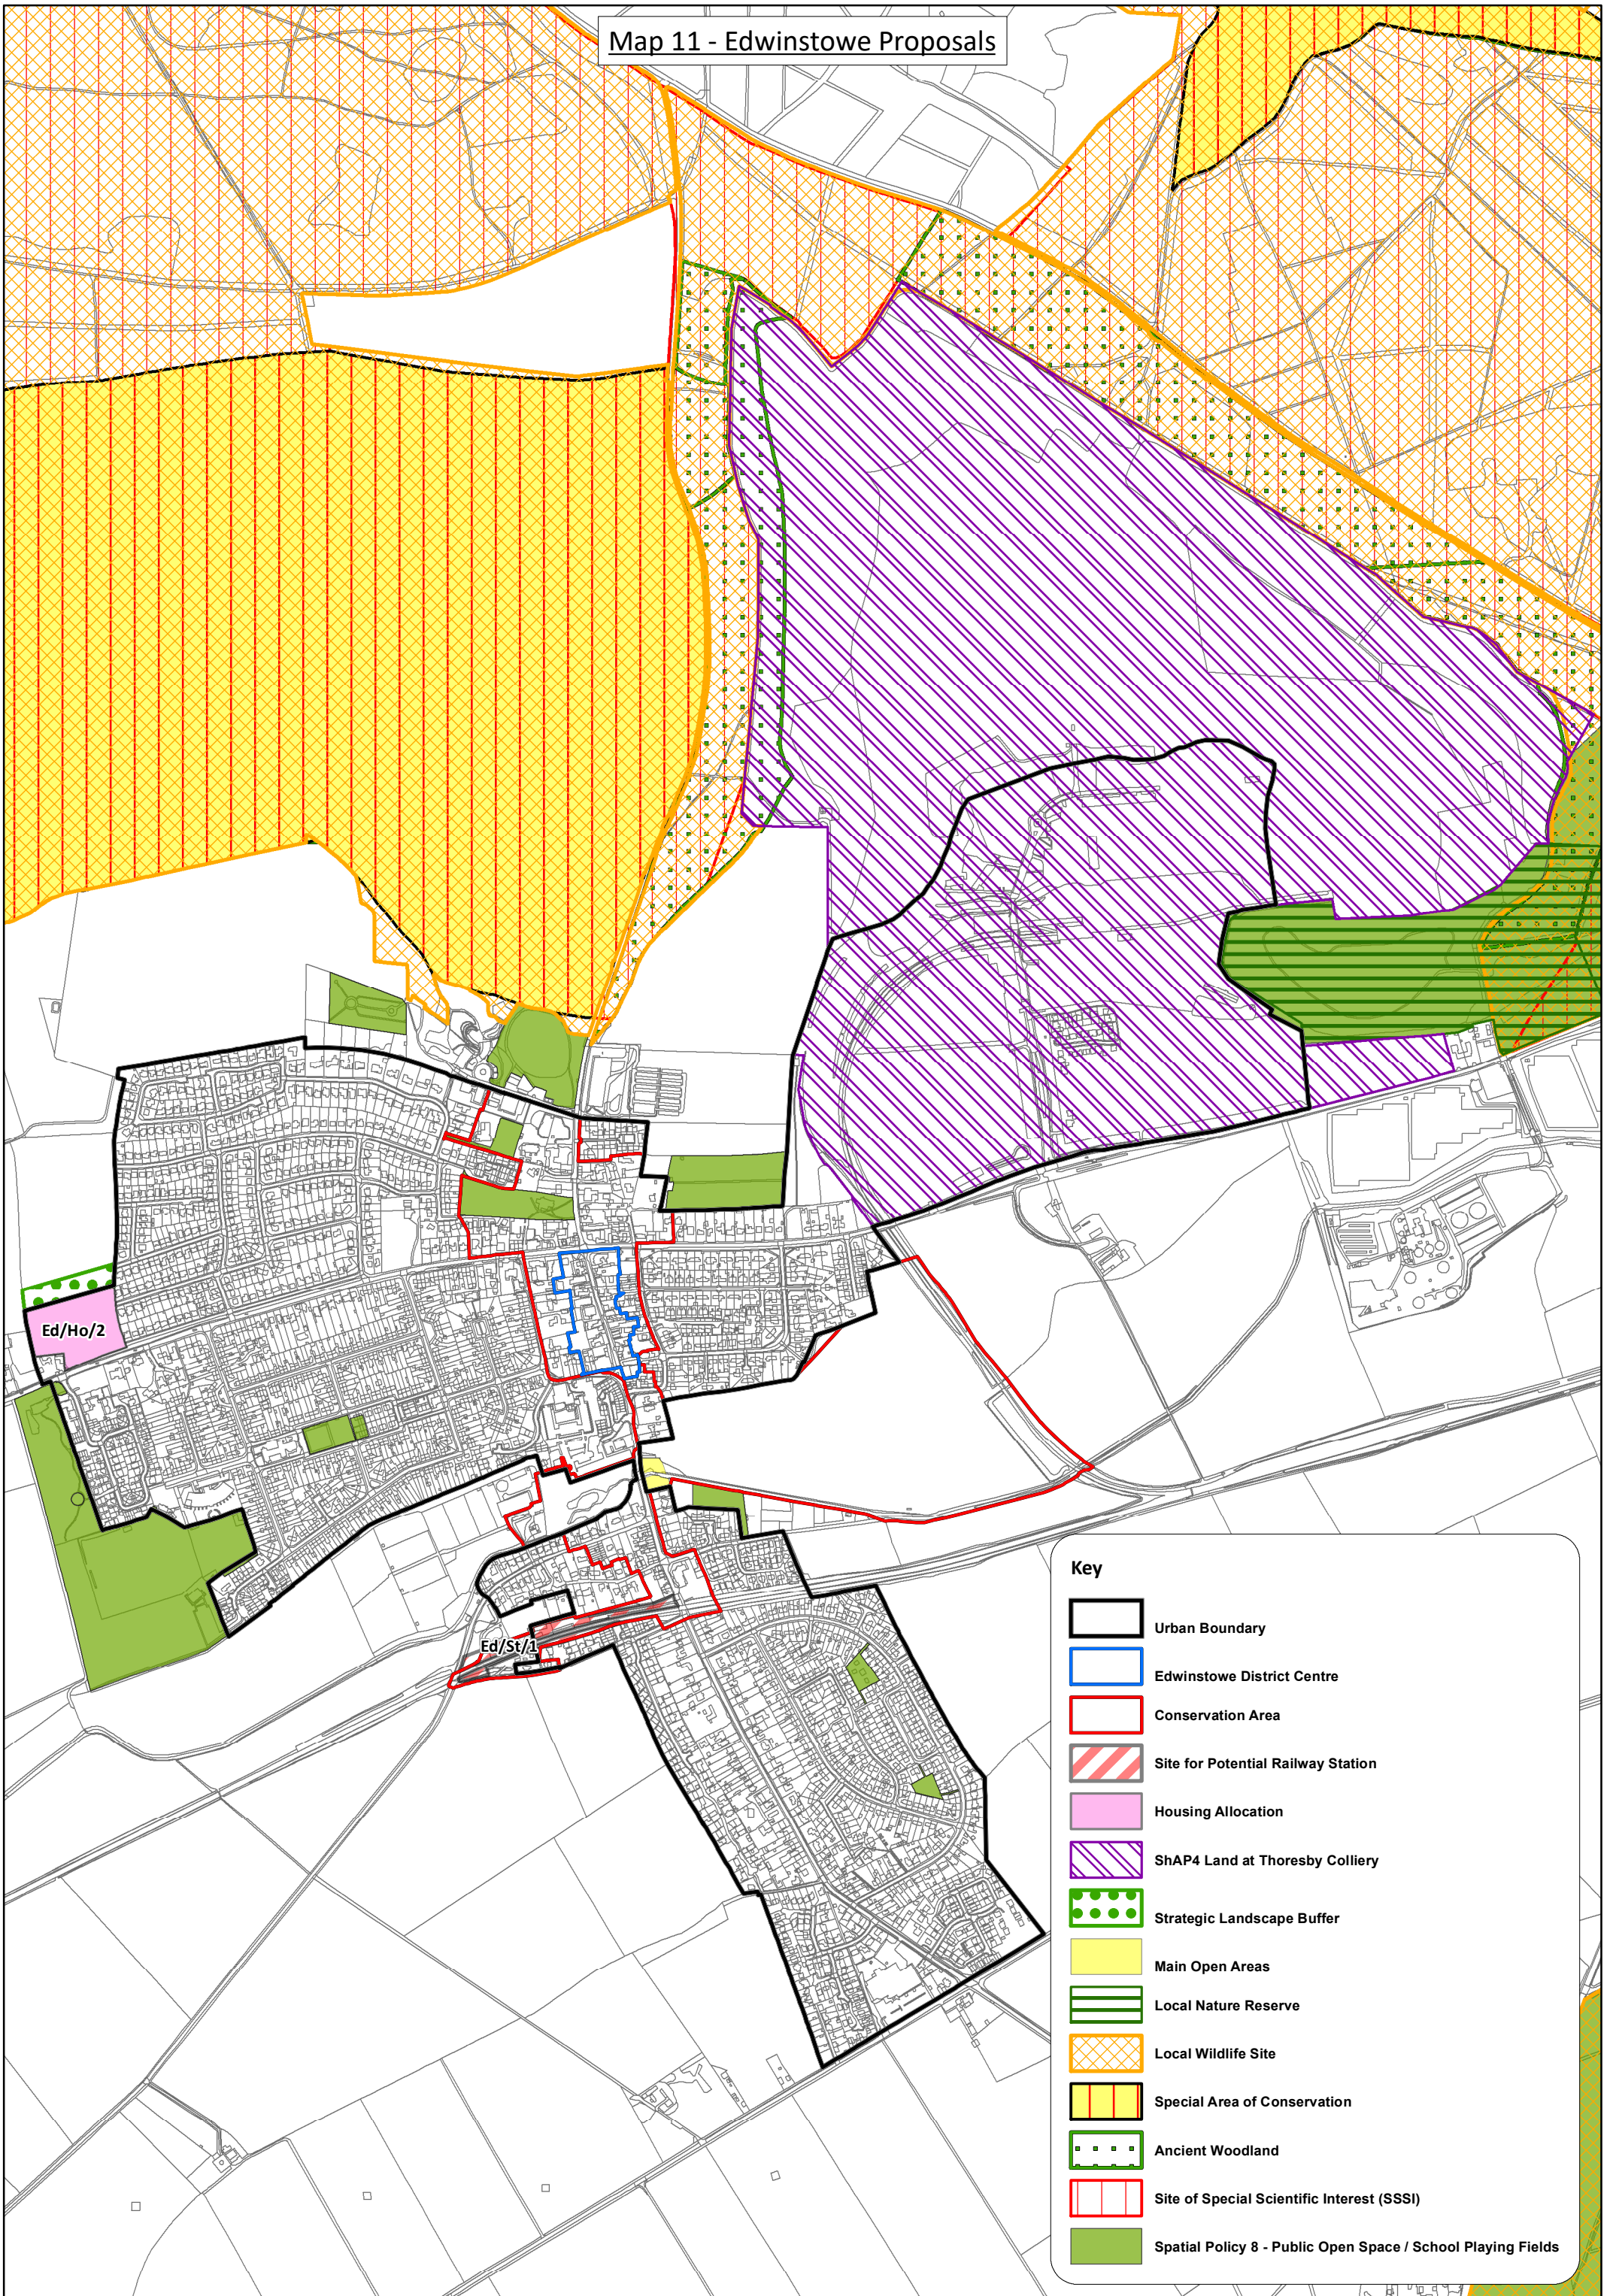 Map 11 - Edwinstowe Proposals
Ed/Ho/2
Ed/St/1
Key
Urban Boundary
Edwinstowe District Centre
Conservation Area
Site for Potential Railway Station
Housing Allocation
ShAP4 Land at Thoresby Colliery
Strategic Landscape Buffer
Main Open Areas
Local Nature Reserve
Local Wildlife Site
Special Area of Conservation
Ancient Woodland
Site of Special Scientific Interest (SSSI)
Spatial Policy 8 - Public Open Space / School Playing Fields